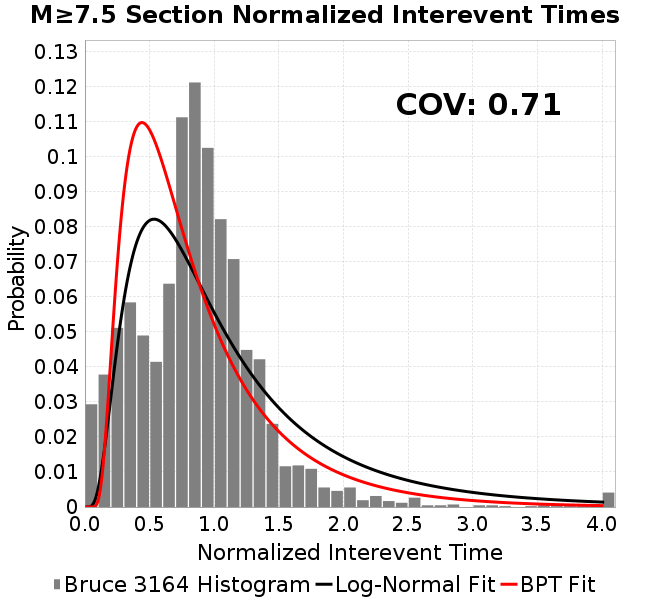 M≥7.5 Section Normalized Interevent Times
COV: 0.71
Probability
0.13
0.12
0.11
0.1
0.09
0.08
0.07
0.06
0.05
0.04
0.03
0.02
0.01
0
0.0 0.5 1.0 1.5 2.0 2.5 3.0 3.5 4.0
Normalized Interevent Time
Bruce 3164 Histogram Log-Normal Fit BPT Fit